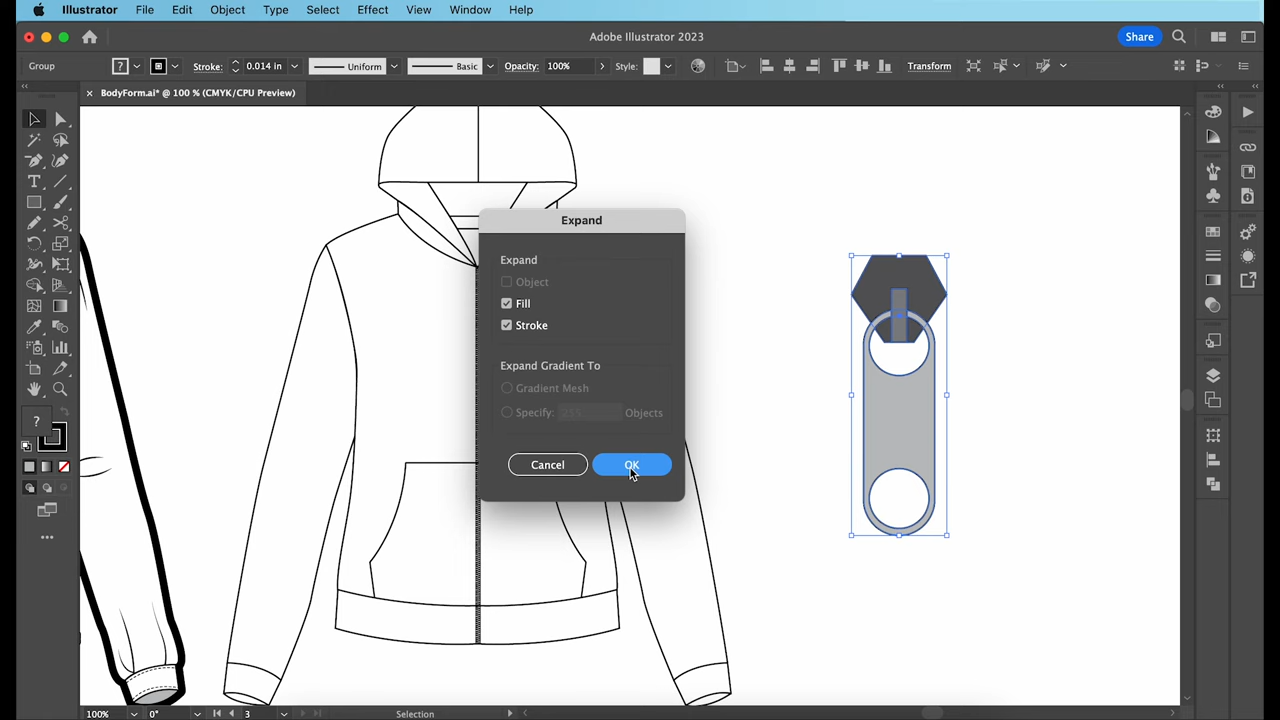 Illustrator File Edit Object Type Select Effect View Window Help
Adobe Illustrator 2023
Share
Group
?
Stroke:
0.014 in
Uniform
Basic
Opacity:
100%
Style:
Transform
× BodyForm.ai* @ 100 % (CMYK/CPU Preview)
Expand
Expand
Object
Fill
Stroke
Expand Gradient To
Gradient Mesh
Specify: 255 Objects
Cancel
OK
?
100%
0°
3
Selection